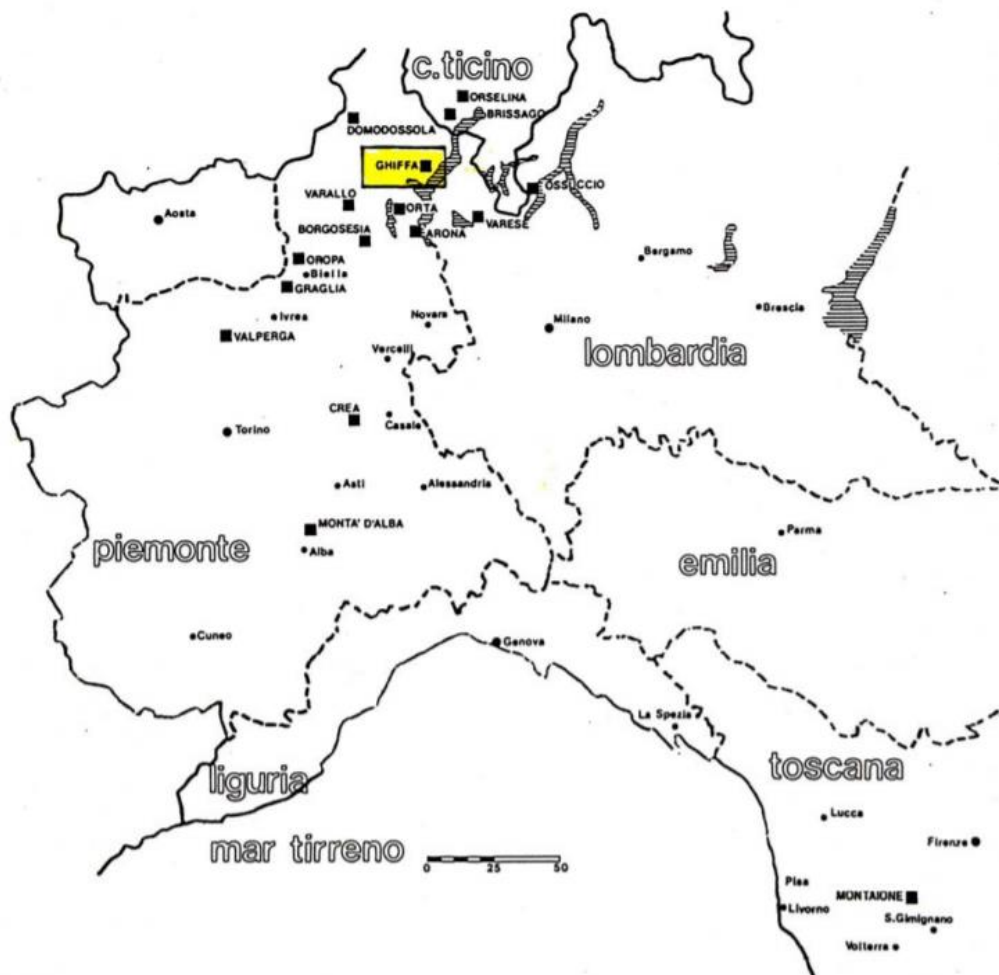 c.ticino
ORSELINA
BRISSAGO
DOMODOSSOLA
GHIFFA
OSSUCCIO
VARALLO
ORTA
Aosta
VARESE
BORGOSESIA
ARONA
Bergamo
OROPA
Biella
GRAGLIA
Brescia
Ivrea
Novara
Milano
VALPERGA
lombardia
Vercelli
CREA
Casale
Torino
Asti
Alessandria
MONTA' D'ALBA
Parma
piemonte
Alba
emilia
Cuneo
Genova
La Spezia
liguria
toscana
Lucca
mar tirreno
Firenze
0 25 50
Pisa
MONTAIONE
Livorno
S.Gimignano
Volterra